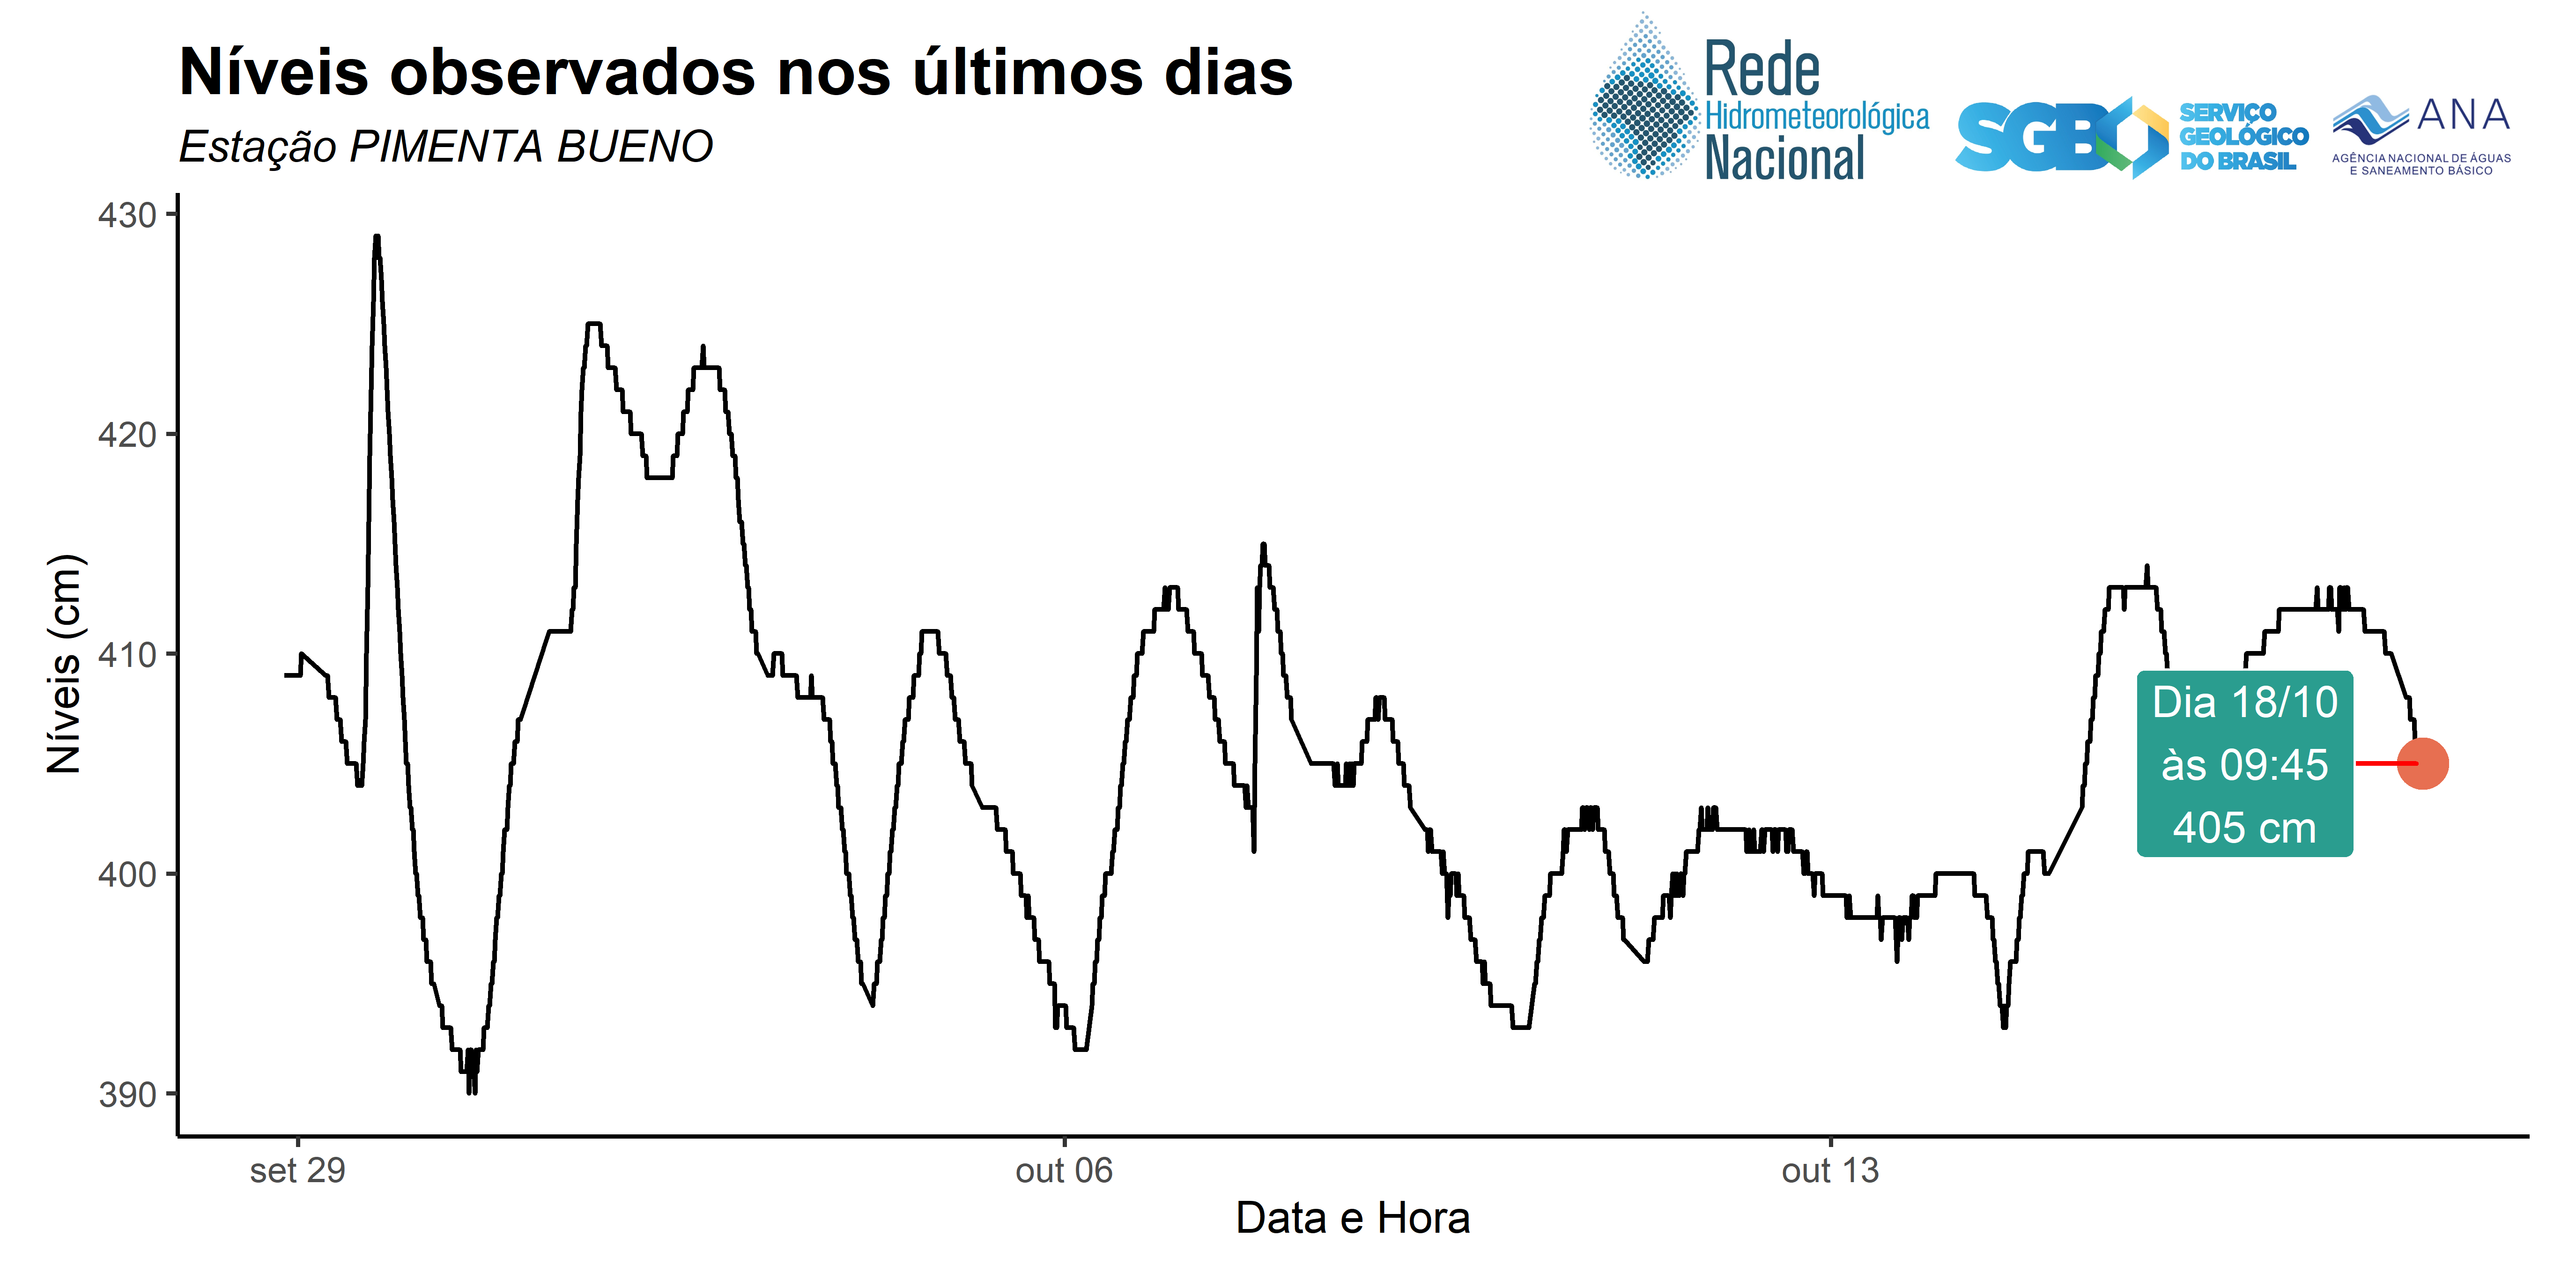 Níveis observados nos últimos dias
Estação PIMENTA BUENO
Rede
Hidrometeorológica
Nacional
SGB
SERVIÇO
GEOLÓGICO
DO BRASIL
ANA
AGÊNCIA NACIONAL DE ÁGUAS
E SANEAMENTO BÁSICO
Níveis (cm)
430
420
410
400
390
Dia 18/10
às 09:45
405 cm
set 29
out 06
out 13
Data e Hora